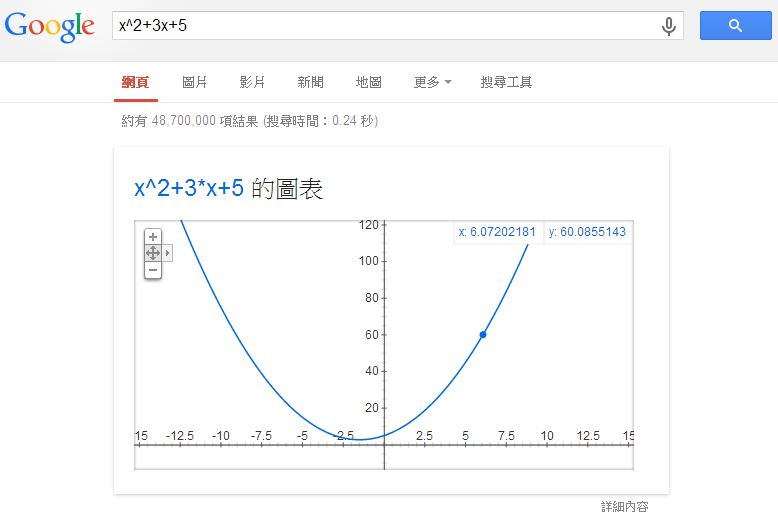 Google x^2+3x+5
網頁 圖片 影片 新聞 地圖 更多 搜尋工具
約有 48,700,000 項結果 (搜尋時間：0.24 秒)
x^2+3*x+5 的圖表
120 x: 6.07202181 y: 60.0855143
100
80
60
40
20
15 -12.5 -10 -7.5 -5 -2.5 2.5 5 7.5 10 12.5 15
詳細內容